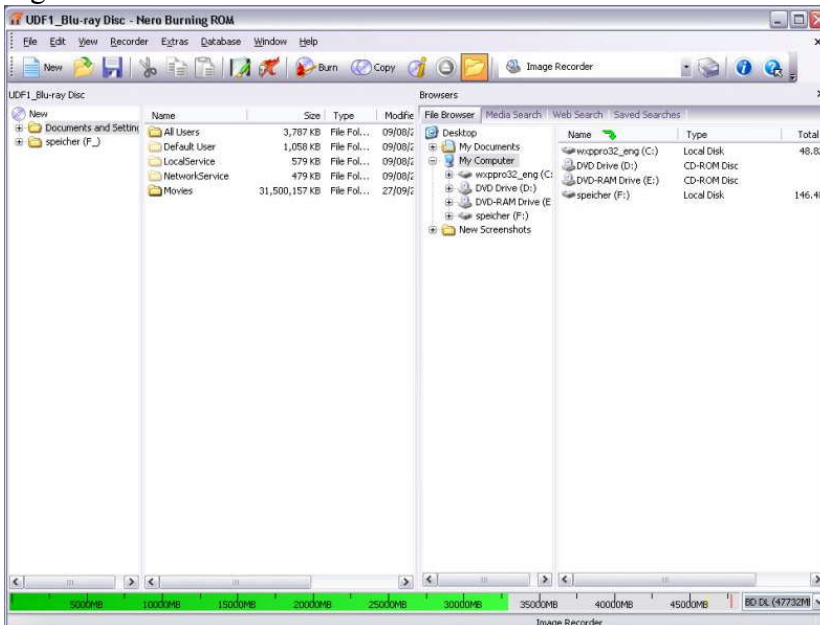 UDF1_Blu-ray Disc - Nero Burning ROM
File Edit View Recorder Extras Database Window Help
New Burn Copy Image Recorder
UDF1_Blu-ray Disc
Browsers
New
Documents and Settin
speicher (F_)
Name Size Type Modifie
All Users 3,787 KB File Fol... 09/08/2
Default User 1,058 KB File Fol... 09/08/2
LocalService 579 KB File Fol... 09/08/2
NetworkService 479 KB File Fol... 09/08/2
Movies 31,500,157 KB File Fol... 27/09/2
File Browser Media Search Web Search Saved Searches
Desktop
My Documents
My Computer
wxppro32_eng (C:
DVD Drive (D:)
DVD-RAM Drive (E
speicher (F:)
New Screenshots
Name Type Total
wxppro32_eng (C:) Local Disk 48.8
DVD Drive (D:) CD-ROM Disc
DVD-RAM Drive (E:) CD-ROM Disc
speicher (F:) Local Disk 146.4
5000MB 10000MB 15000MB 20000MB 25000MB 30000MB 35000MB 40000MB 45000MB BD DL (47732M
Image Recorder